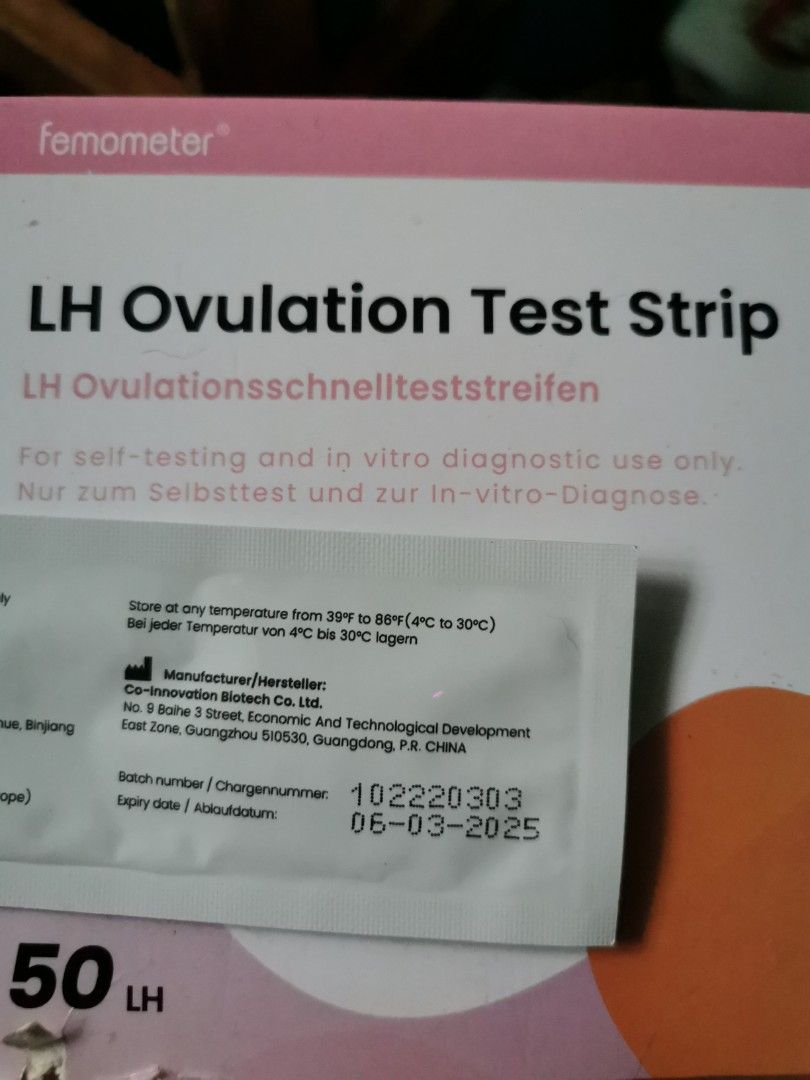 femometer®
LH Ovulation Test Strip
LH Ovulationsschnellteststreifen
For self-testing and in vitro diagnostic use only.
Nur zum Selbsttest und zur In-vitro-Diagnose.
ly
Store at any temperature from 39°F to 86°F(4°C to 30°C)
Bei jeder Temperatur von 4°C bis 30°C lagern
Manufacturer/Hersteller:
Co-Innovation Biotech Co. Ltd.
No. 9 Baihe 3 Street, Economic And Technological Development
nue, Binjiang
East Zone, Guangzhou 510530, Guangdong, P.R. CHINA
Batch number / Chargennummer: 102220303
ope)
Expiry date / Ablaufdatum: 06-03-2025
50 LH